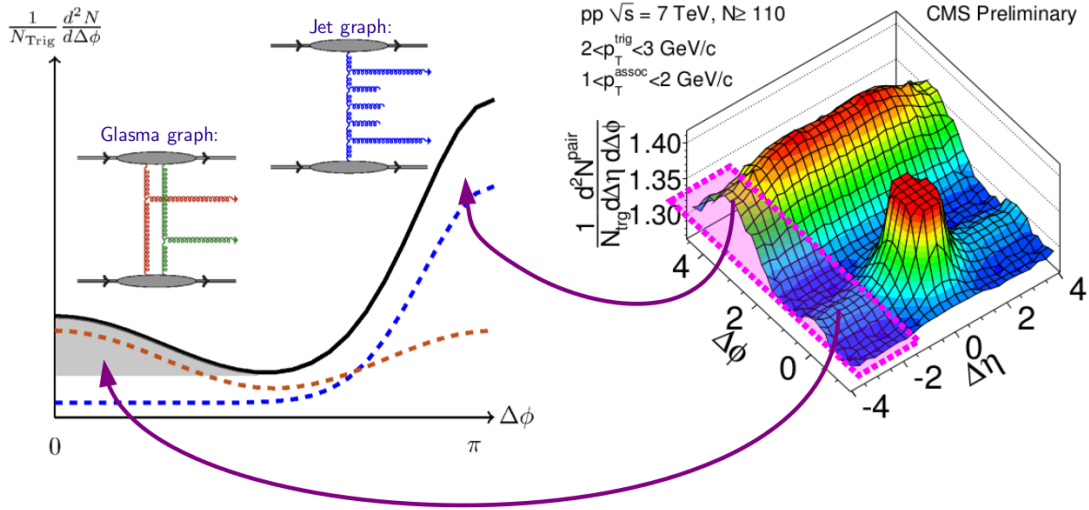 1/N_Trig d²N/dΔϕ
Jet graph:
Glasma graph:
0
π
Δϕ
pp √s = 7 TeV, N≥ 110
CMS Preliminary
2<p_T^trig<3 GeV/c
1<p_T^assoc<2 GeV/c
1/N_trg d²N^pair/dΔη dΔϕ
1.40
1.35
1.30
4
2
0
Δϕ
-4
-2
0
2
4
Δη